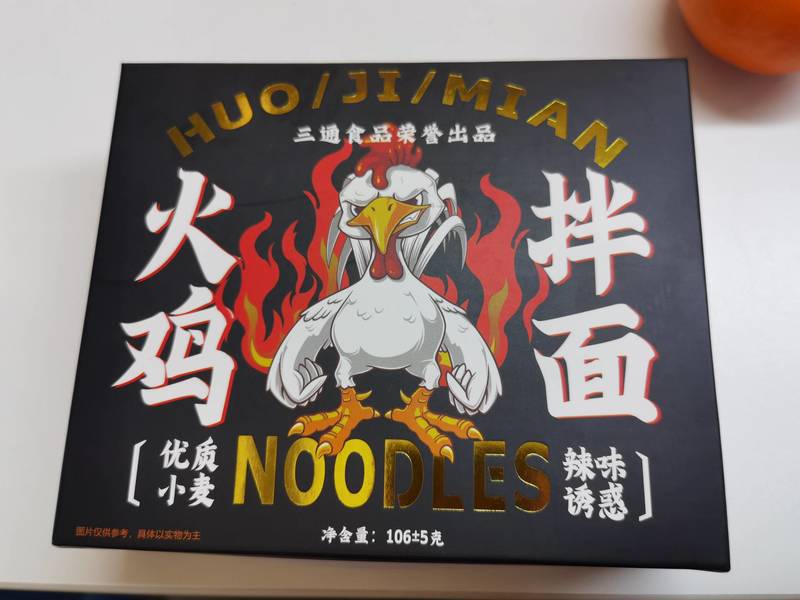 HUO/JI/MIAN
三通食品荣誉出品
火鸡
拌面
优质
小麦
NOODLES
辣味
诱惑
图片仅供参考，具体以实物为主
净含量：106±5克